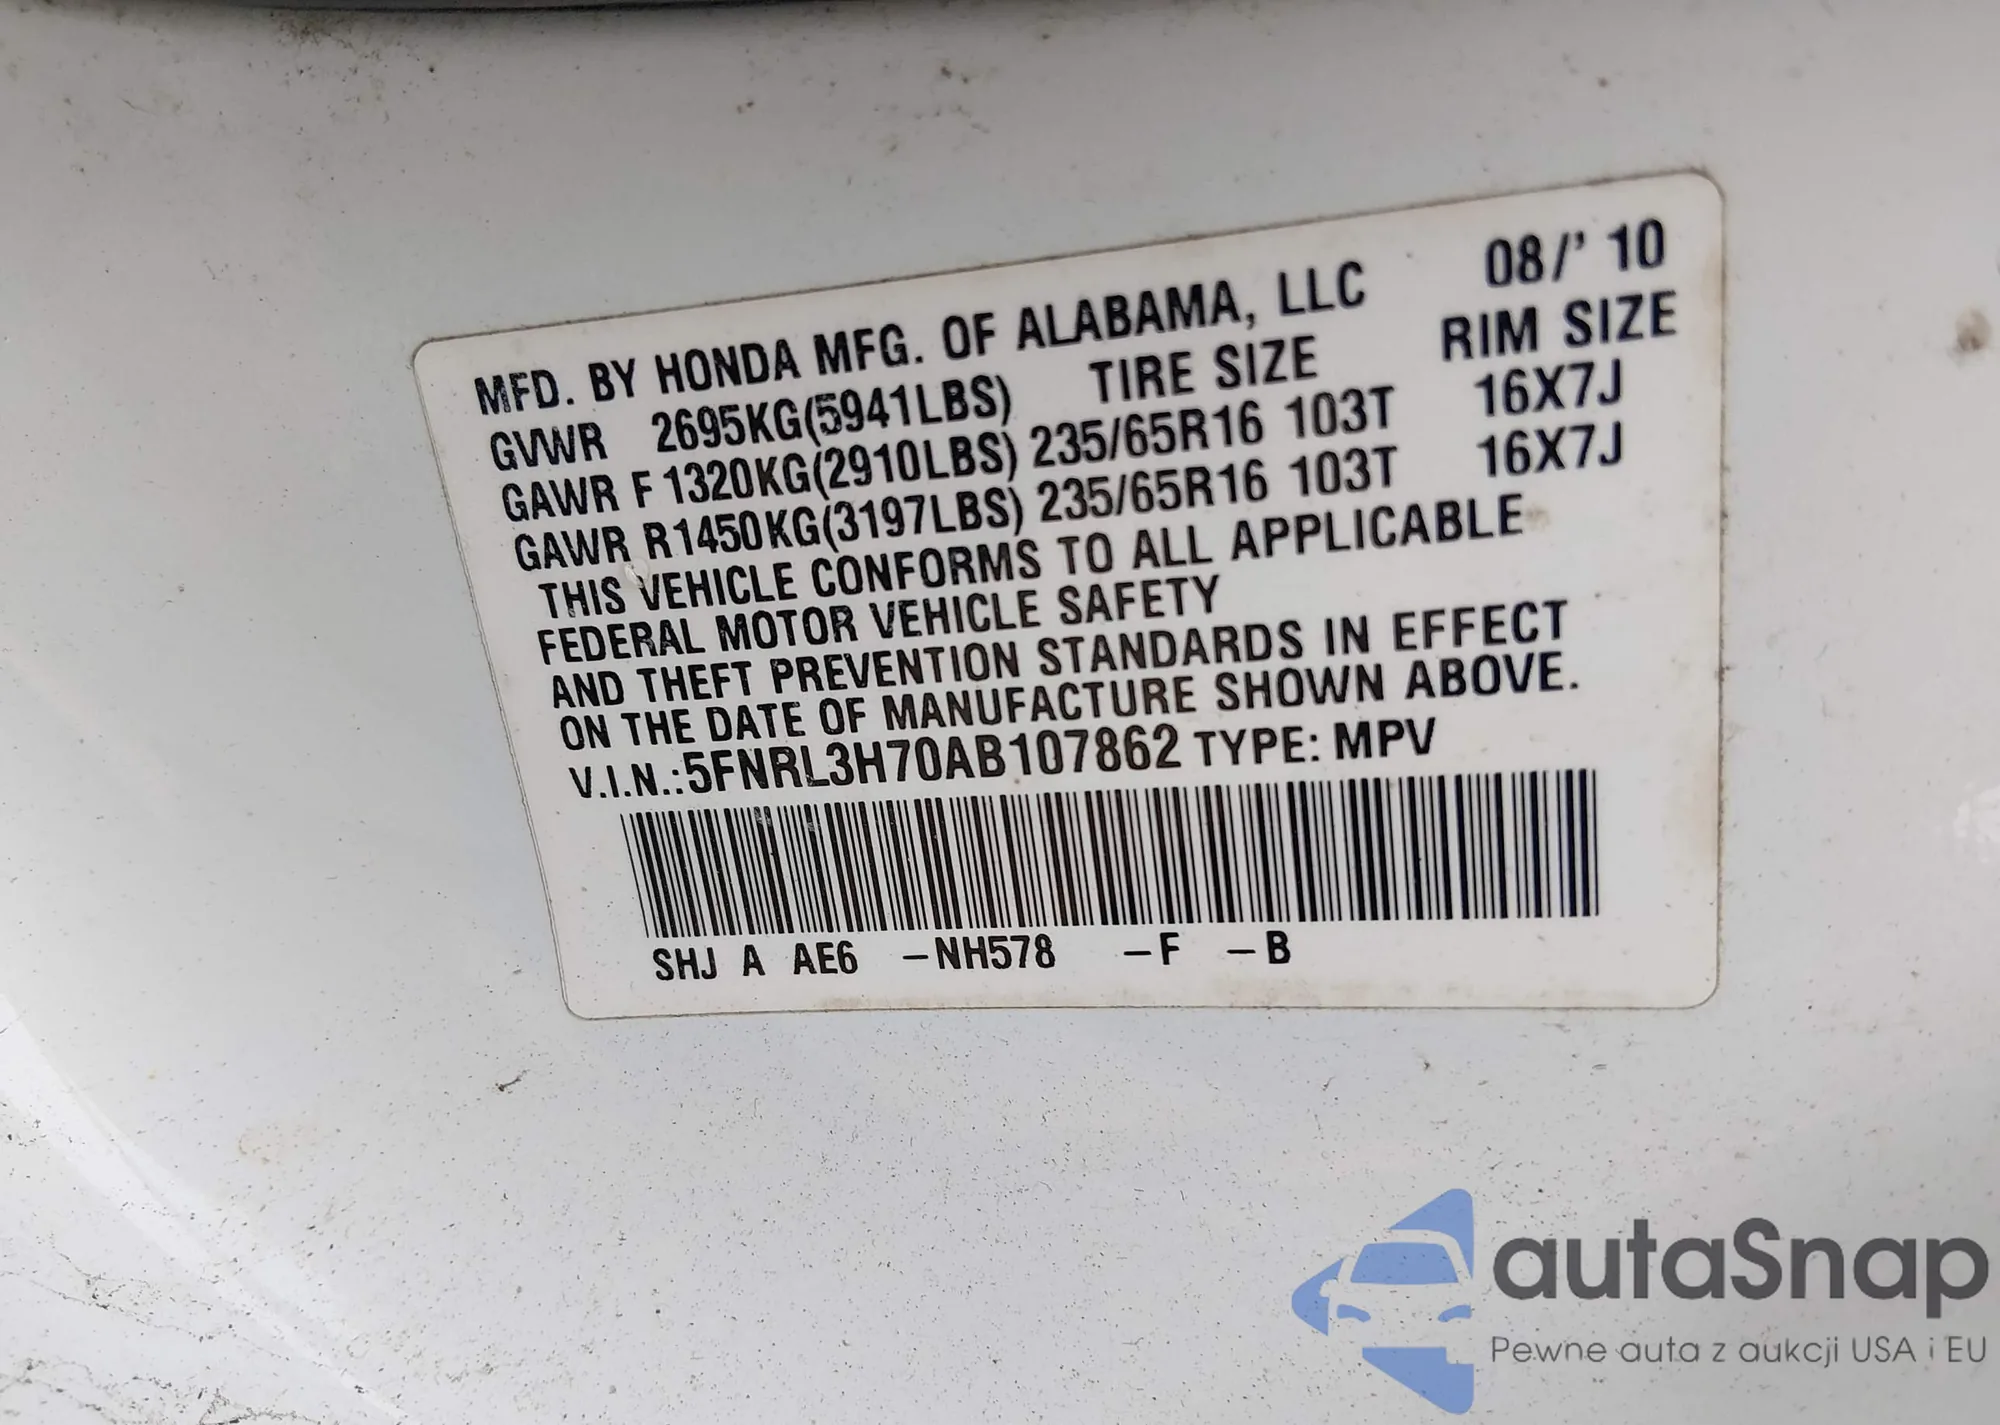 MFD. BY HONDA MFG. OF ALABAMA, LLC 08/' 10
GVWR 2695KG(5941LBS) TIRE SIZE RIM SIZE
GAWR F 1320KG(2910LBS) 235/65R16 103T 16X7J
GAWR R1450KG(3197LBS) 235/65R16 103T 16X7J
THIS VEHICLE CONFORMS TO ALL APPLICABLE
FEDERAL MOTOR VEHICLE SAFETY
AND THEFT PREVENTION STANDARDS IN EFFECT
ON THE DATE OF MANUFACTURE SHOWN ABOVE.
V.I.N.:5FNRL3H70AB107862 TYPE: MPV
SHJ A AE6 –NH578 –F –B
autaSnap
Pewne auta z aukcji USA i EU